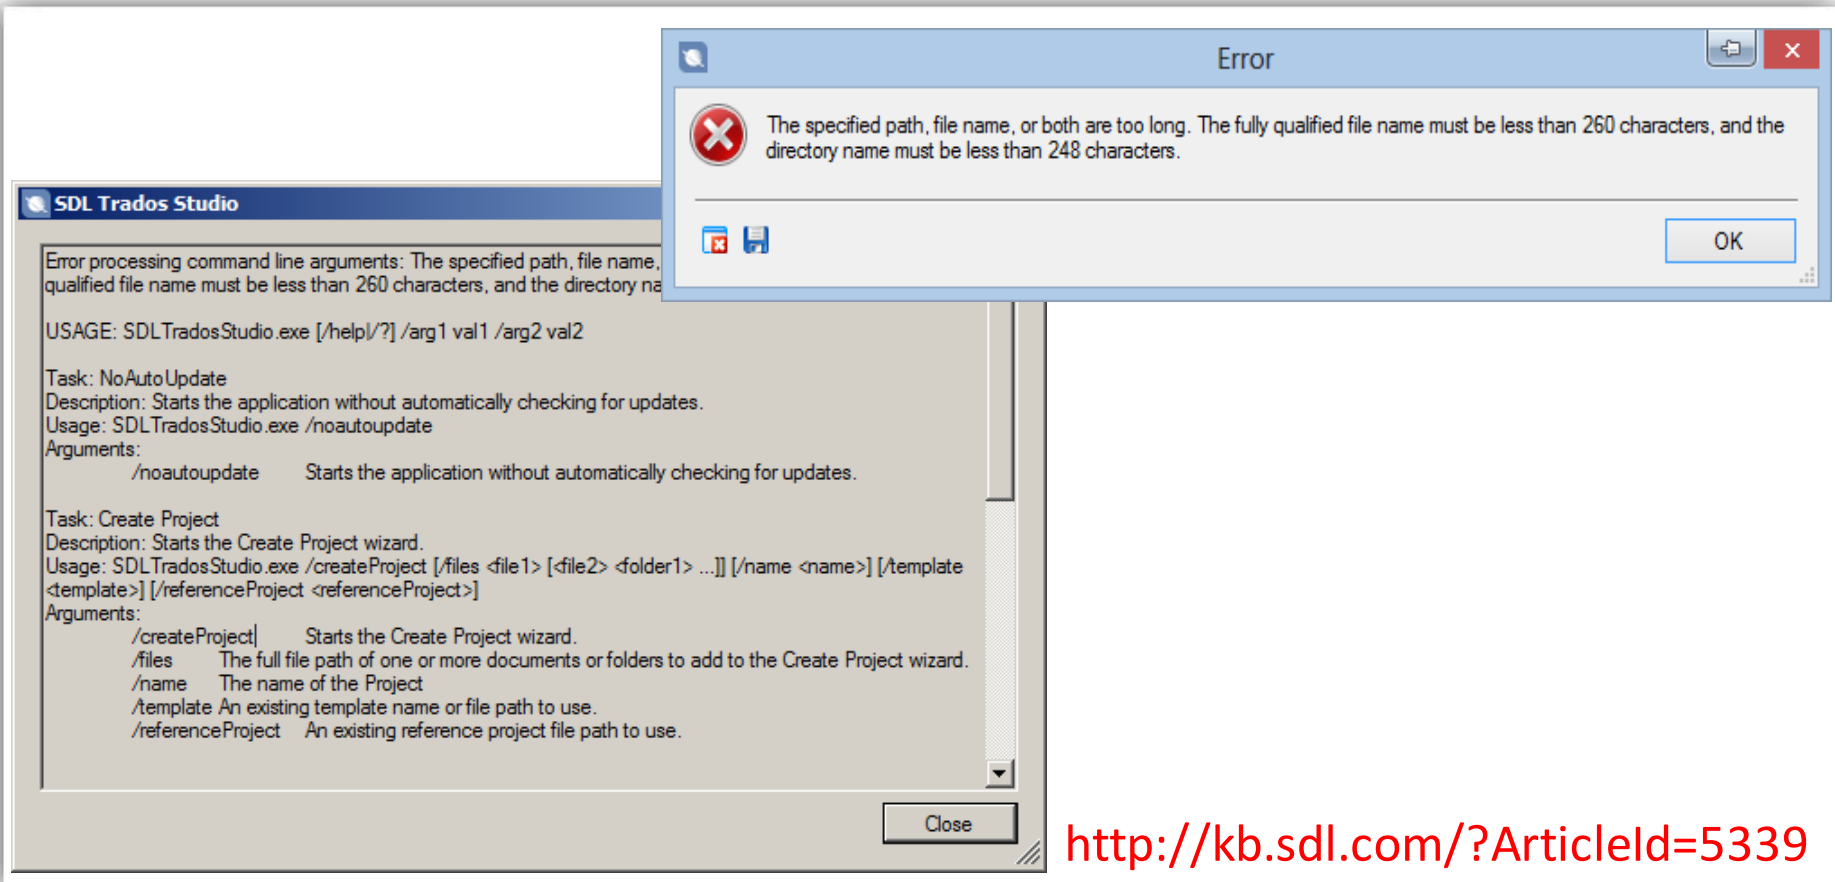 Error
The specified path, file name, or both are too long. The fully qualified file name must be less than 260 characters, and the
directory name must be less than 248 characters.
OK
SDL Trados Studio
Error processing command line arguments: The specified path, file name,
qualified file name must be less than 260 characters, and the directory na
USAGE: SDLTradosStudio.exe [/help|/?] /arg1 val1 /arg2 val2
Task: NoAutoUpdate
Description: Starts the application without automatically checking for updates.
Usage: SDLTradosStudio.exe /noautoupdate
Arguments:
/noautoupdate Starts the application without automatically checking for updates.
Task: Create Project
Description: Starts the Create Project wizard.
Usage: SDLTradosStudio.exe /createProject [/files <file1> [<file2> <folder1> ...]] [/name <name>] [/template
<template>] [/referenceProject <referenceProject>]
Arguments:
/createProject Starts the Create Project wizard.
/files The full file path of one or more documents or folders to add to the Create Project wizard.
/name The name of the Project
/template An existing template name or file path to use.
/referenceProject An existing reference project file path to use.
Close
http://kb.sdl.com/?ArticleId=5339